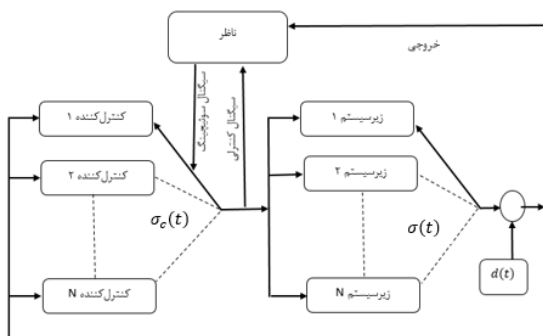 ناظر
خروجی
سیگنال سوئیچینگ
سیگنال کنترلی
کنترل‌کننده ۱
زیرسیستم ۱
کنترل‌کننده ۲
زیرسیستم ۲
σ_c(t)
σ(t)
کنترل‌کننده N
زیرسیستم N
d(t)